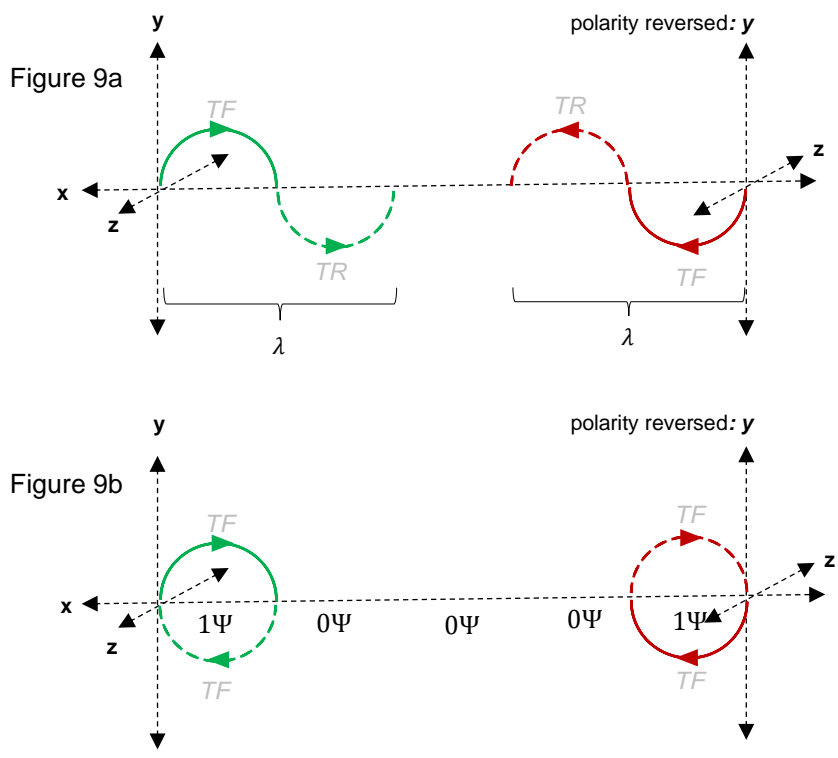 y
polarity reversed: y
Figure 9a
TF
TR
z
x
z
TR
TF
λ
λ
y
polarity reversed: y
Figure 9b
TF
TF
z
x
1Ψ
0Ψ
0Ψ
0Ψ
1Ψ
z
TF
TF